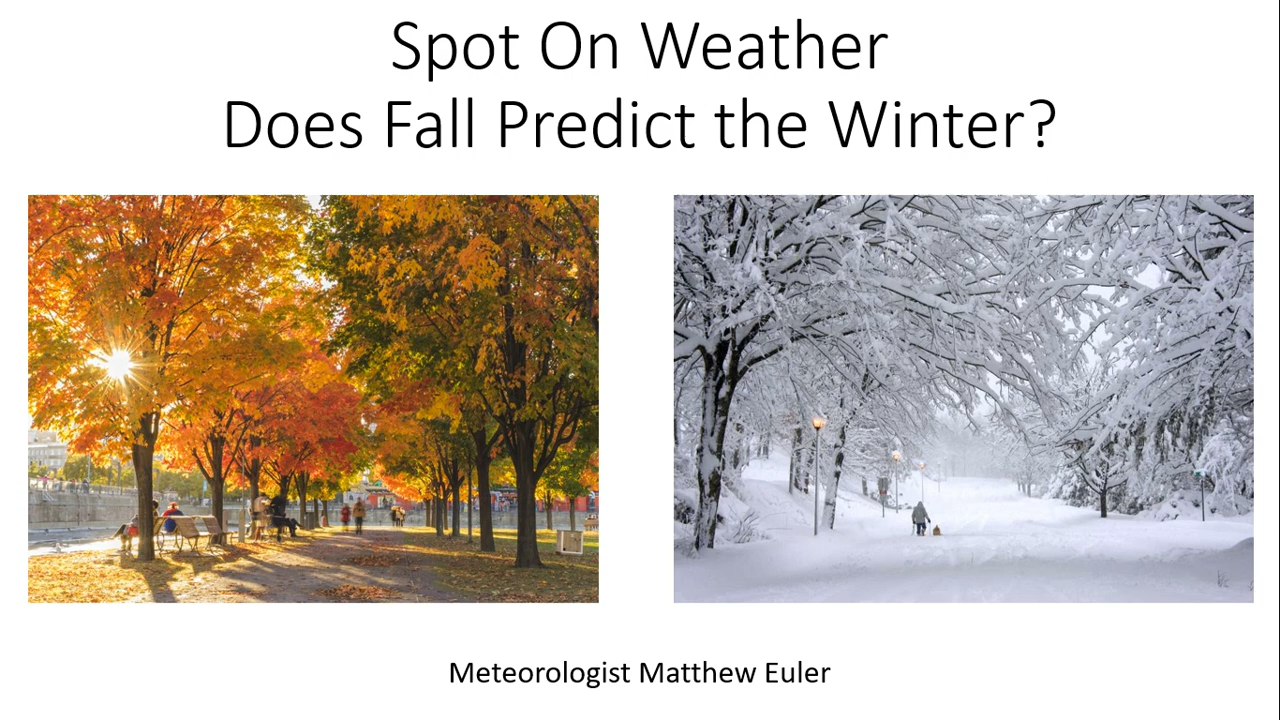 Spot On Weather
Does Fall Predict the Winter?
Meteorologist Matthew Euler